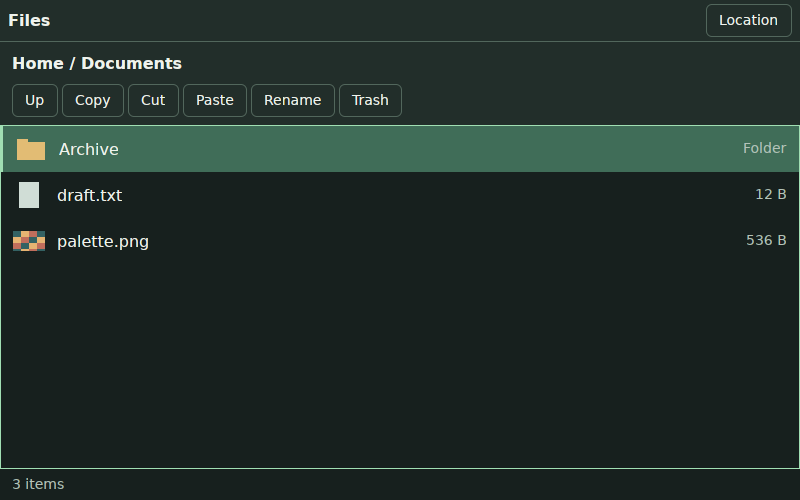 Files
Location
Home / Documents
Up Copy Cut Paste Rename Trash
Archive Folder
draft.txt 12 B
palette.png 536 B
3 items